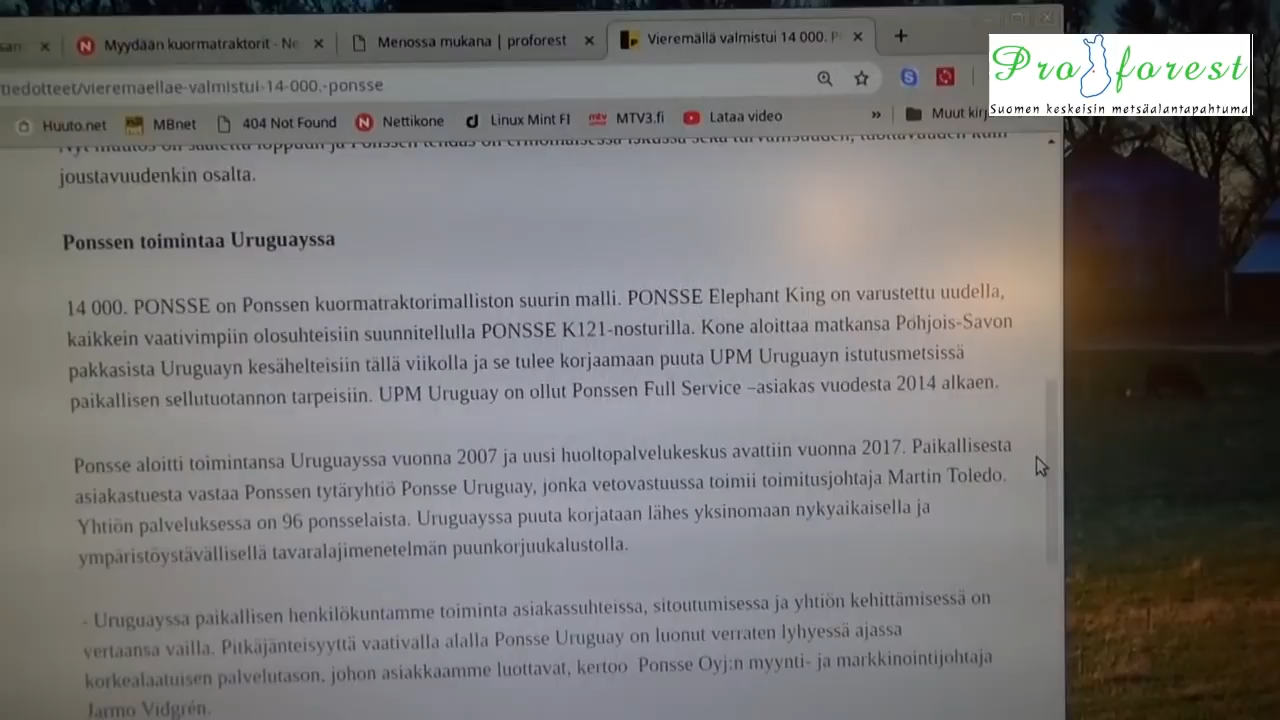 san
Myydään kuormatraktorit - Ne
Menossa mukana | proforest
Vieremällä valmistui 14 000. P
Pro forest
Suomen keskeisin metsäalantapahtuma
tiedotteet/vieremaellae-valmistui-14-000.-ponsse
Huuto.net
MBnet
404 Not Found
Nettikone
Linux Mint FI
MTV3.fi
Lataa video
»
Muut kirj
joustavuudenkin osalta.
Ponssen toimintaa Uruguayssa
14 000. PONSSE on Ponssen kuormatraktorimalliston suurin malli. PONSSE Elephant King on varustettu uudella,
kaikkein vaativimpiin olosuhteisiin suunnitellulla PONSSE K121-nosturilla. Kone aloittaa matkansa Pohjois-Savon
pakkasista Uruguayn kesähelteisiin tällä viikolla ja se tulee korjaamaan puuta UPM Uruguayn istutusmetsissä
paikallisen sellutuotannon tarpeisiin. UPM Uruguay on ollut Ponssen Full Service –asiakas vuodesta 2014 alkaen.
Ponsse aloitti toimintansa Uruguayssa vuonna 2007 ja uusi huoltopalvelukeskus avattiin vuonna 2017. Paikallisesta
asiakastuesta vastaa Ponssen tytäryhtiö Ponsse Uruguay, jonka vetovastuussa toimii toimitusjohtaja Martin Toledo.
Yhtiön palveluksessa on 96 ponsselaista. Uruguayssa puuta korjataan lähes yksinomaan nykyaikaisella ja
ympäristöystävällisellä tavaralajimenetelmän puunkorjuukalustolla.
- Uruguayssa paikallisen henkilökuntamme toiminta asiakassuhteissa, sitoutumisessa ja yhtiön kehittämisessä on
vertaansa vailla. Pitkäjänteisyyttä vaativalla alalla Ponsse Uruguay on luonut verraten lyhyessä ajassa
korkealaatuisen palvelutason, johon asiakkaamme luottavat, kertoo Ponsse Oyj:n myynti- ja markkinointijohtaja
Jarmo Vidgrén.